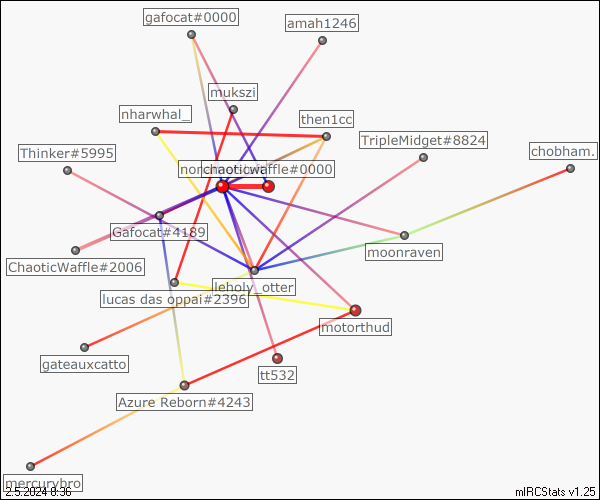 gafocat#0000
amah1246
mukszi
nharwhal_
then1cc
Thinker#5995
TripleMidget#8824
chobham.
chaoticwaffle#0000
Gafocat#4189
moonraven
ChaoticWaffle#2006
leholy_otter
lucas das oppai#2396
motorthud
gateauxcatto
tt532
Azure Reborn#4243
mercurybro
2.5.2024 8:36
mIRCStats v1.25